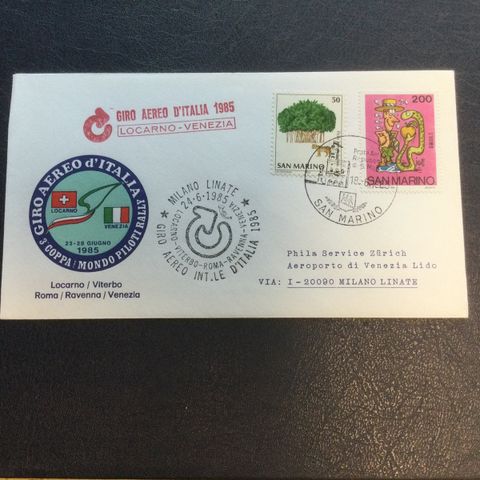 GIRO AEREO D'ITALIA 1985
LOCARNO - VENEZIA
50
SAN MARINO
200
SAN MARINO
SAN MARINO
GIRO AEREO d'ITALIA
LOCARNO
VENEZIA
23-29 GIUGNO
1985
3° COPPA MONDO PILOTI RALLY
Locarno / Viterbo
Roma / Ravenna / Venezia
★ MILANO LINATE ★
24-6-1985
LOCARNO-VITERBO-ROMA-RAVENNA-VENEZIA
GIRO AEREO INT.LE D'ITALIA
1985
Phila Service Zürich
Aeroporto di Venezia Lido
VIA: I - 20090 MILANO LINATE